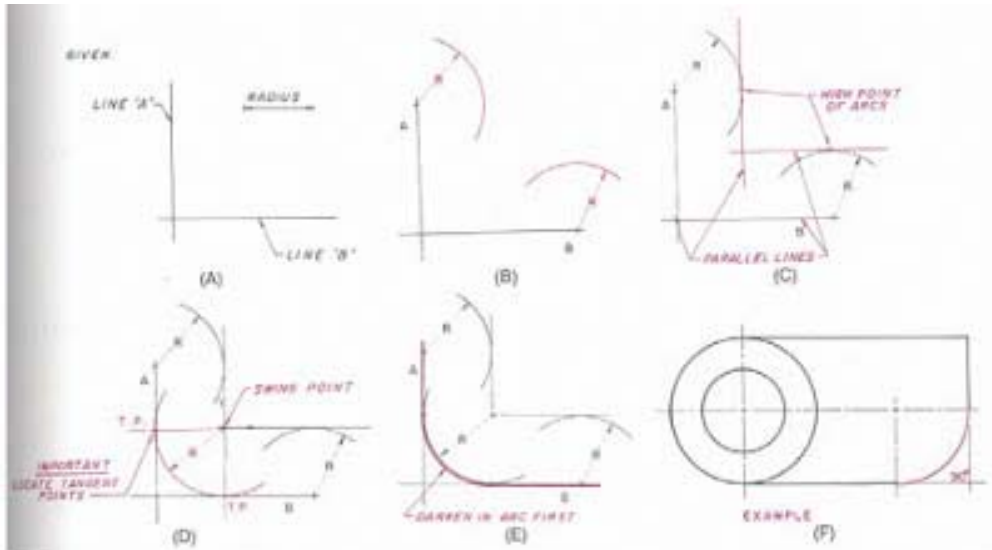 GIVEN:
LINE "A"
RADIUS
LINE "B"
(A)
R
A
R
B
(B)
R
A
HIGH POINT
OF ARCS
R
B
PARALLEL LINES
(C)
R
A
SWING POINT
T.P.
R
R
IMPORTANT
LOCATE TANGENT
POINTS
B
T.P.
(D)
R
A
R
R
B
DARKEN IN ARC FIRST
(E)
EXAMPLE
(F)